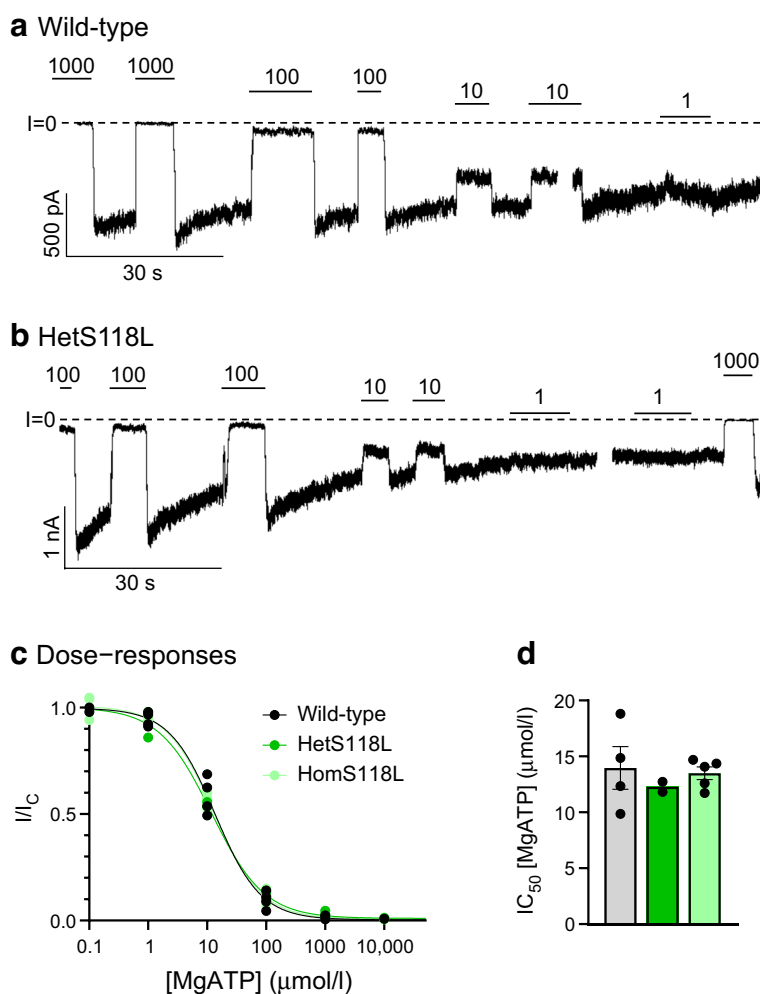 a Wild-type
1000 1000 100 100 10 10 1
I=0
500 pA
30 s
b HetS118L
100 100 100 10 10 1 1 1000
I=0
1 nA
30 s
c Dose−responses
1.0
0.5
0.0
I/I_C
Wild-type
HetS118L
HomS118L
0.1 1 10 100 1000 10,000
[MgATP] (μmol/l)
d
20
15
10
5
0
IC50 [MgATP] (μmol/l)